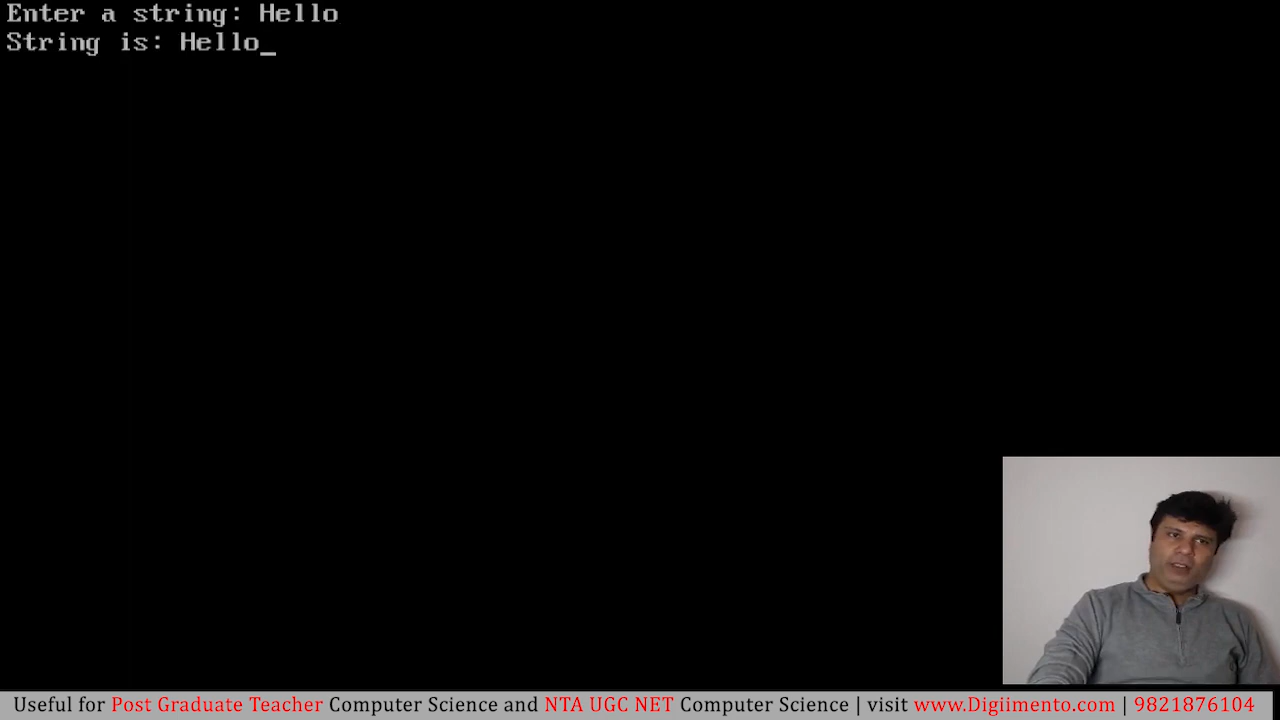 Enter a string: Hello
String is: Hello_
Useful for Post Graduate Teacher Computer Science and NTA UGC NET Computer Science | visit www.Digiimento.com | 9821876104